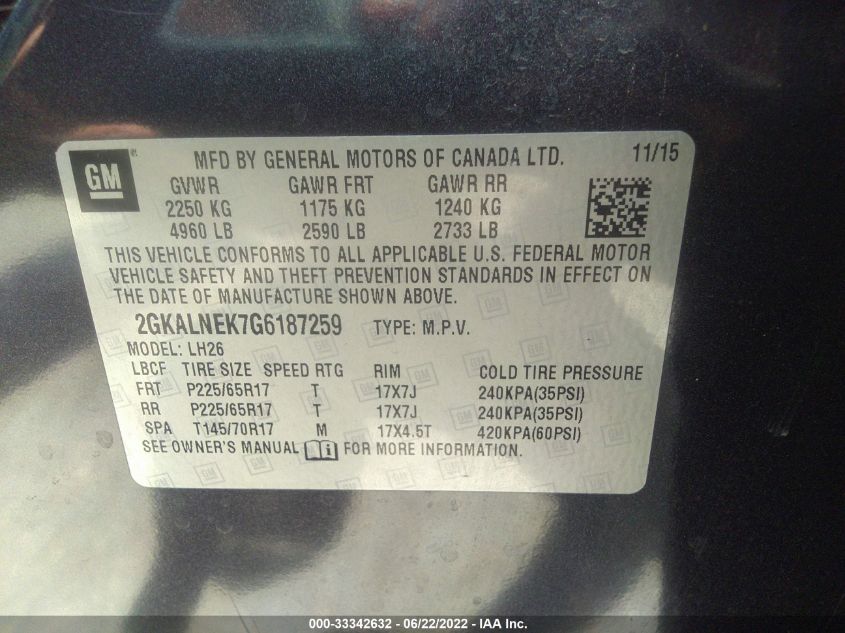 GM ® MFD BY GENERAL MOTORS OF CANADA LTD. 11/15
GVWR GAWR FRT GAWR RR
2250 KG 1175 KG 1240 KG
4960 LB 2590 LB 2733 LB
THIS VEHICLE CONFORMS TO ALL APPLICABLE U.S. FEDERAL MOTOR
VEHICLE SAFETY AND THEFT PREVENTION STANDARDS IN EFFECT ON
THE DATE OF MANUFACTURE SHOWN ABOVE.
2GKALNEK7G6187259 TYPE: M.P.V.
MODEL: LH26
LBCF TIRE SIZE SPEED RTG RIM COLD TIRE PRESSURE
FRT P225/65R17 T 17X7J 240KPA(35PSI)
RR P225/65R17 T 17X7J 240KPA(35PSI)
SPA T145/70R17 M 17X4.5T 420KPA(60PSI)
SEE OWNER'S MANUAL i FOR MORE INFORMATION.
000-33342632 - 06/22/2022 - IAA Inc.